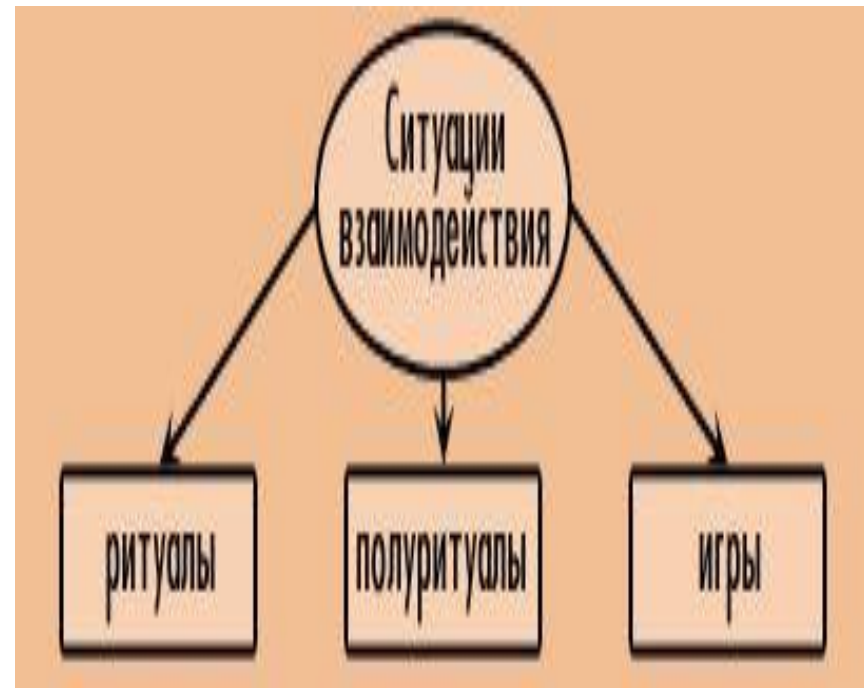 Ситуации
взаимодействия
ритуалы
полуритуалы
игры